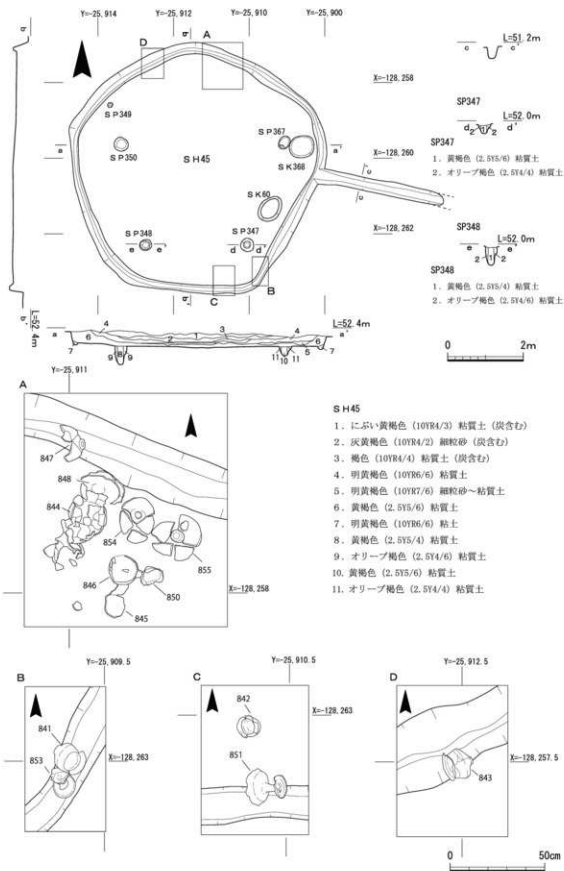 Y=-25, 914
Y=-25, 912
Y=-25, 910
Y=-25, 900
b
b
D
A
L=51. 2m
c
c'
X=-128, 258
SP349
SP347
L=52. 0m
d
2
1
2
d'
SP350
SP367
SH45
SK368
a
a'
X=-128, 260
SP347
1. 黄褐色 (2.5Y5/6) 粘質土
2. オリーブ褐色 (2.5Y4/4) 粘質土
c
c'
SK60
SP348
SP347
X=-128, 262
e
e'
d
d'
SP348
L=52. 0m
e
e'
2
1
2
SP348
1. 黄褐色 (2.5Y5/4) 粘質土
2. オリーブ褐色 (2.5Y4/6) 粘質土
B
C
b'
b'
L=52. 4m
a
4
1
3
4
L=52. 4m
a'
6
2
6
7
9
8
9
11
10
11
5
7
0
2m
Y=-25, 911
A
847
848
844
854
855
846
850
845
X=-128, 258
SH45
1. にぶい黄褐色 (10YR4/3) 粘質土 (炭含む)
2. 灰黄褐色 (10YR4/2) 細粒砂 (炭含む)
3. 褐色 (10YR4/4) 粘質土 (炭含む)
4. 明黄褐色 (10YR6/6) 粘質土
5. 明黄褐色 (10YR7/6) 細粒砂~粘質土
6. 黄褐色 (2.5Y5/6) 粘質土
7. 明黄褐色 (10YR6/6) 粘土
8. 黄褐色 (2.5Y5/4) 粘質土
9. オリーブ褐色 (2.5Y4/6) 粘質土
10. 黄褐色 (2.5Y5/6) 粘質土
11. オリーブ褐色 (2.5Y4/4) 粘質土
Y=-25, 909. 5
B
841
853
X=-128, 263
Y=-25, 910. 5
C
842
X=-128, 263
851
Y=-25, 912. 5
D
X=-128, 257. 5
843
0
50cm